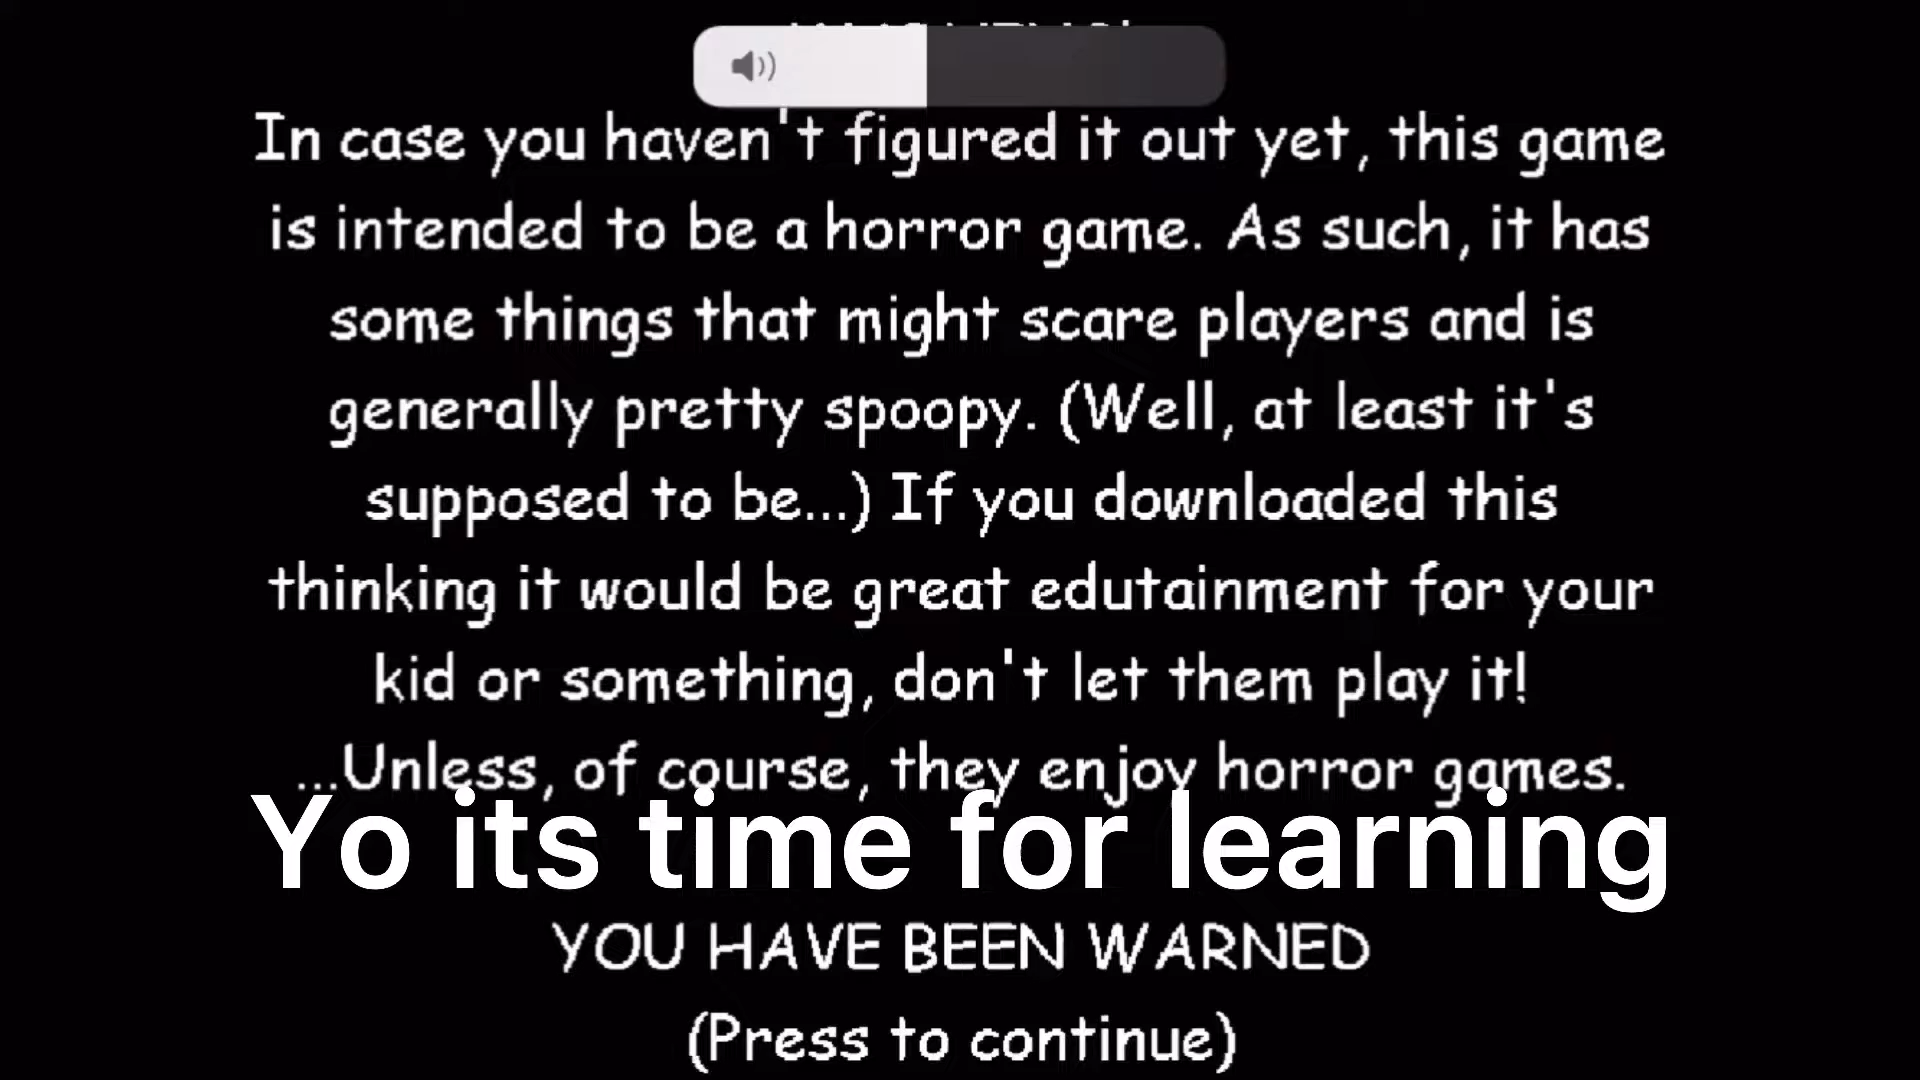 In case you haven't figured it out yet, this game
is intended to be a horror game. As such, it has
some things that might scare players and is
generally pretty spoopy. (Well, at least it's
supposed to be...) If you downloaded this
thinking it would be great edutainment for your
kid or something, don't let them play it!
...Unless, of course, they enjoy horror games.
Yo its time for learning
YOU HAVE BEEN WARNED
(Press to continue)